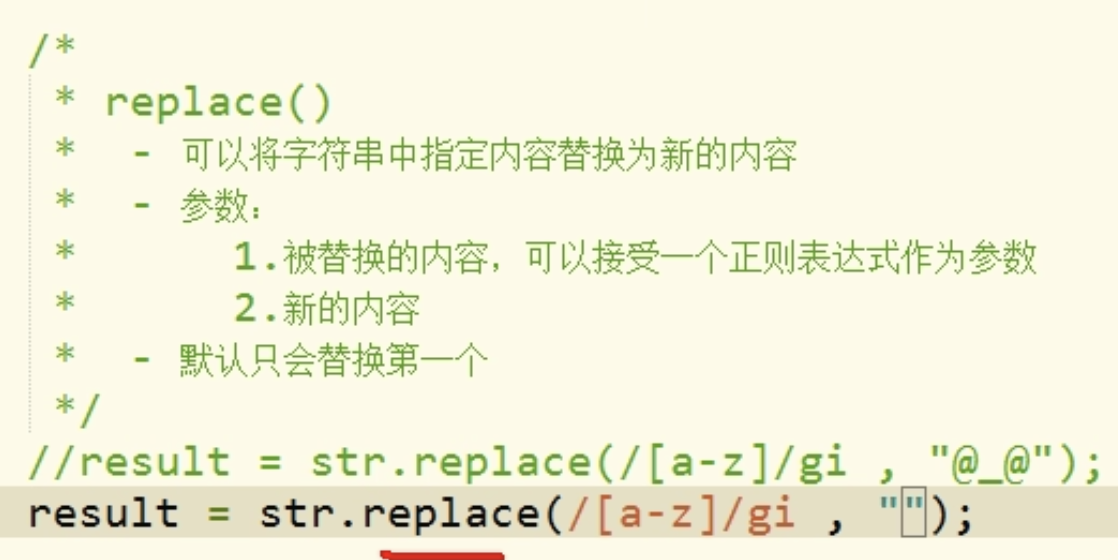 /*
 * replace()
 *   - 可以将字符串中指定内容替换为新的内容
 *   - 参数：
 *        1.被替换的内容，可以接受一个正则表达式作为参数
 *        2.新的内容
 *   - 默认只会替换第一个
 */
//result = str.replace(/[a-z]/gi , "@_@");
result = str.replace(/[a-z]/gi , "");